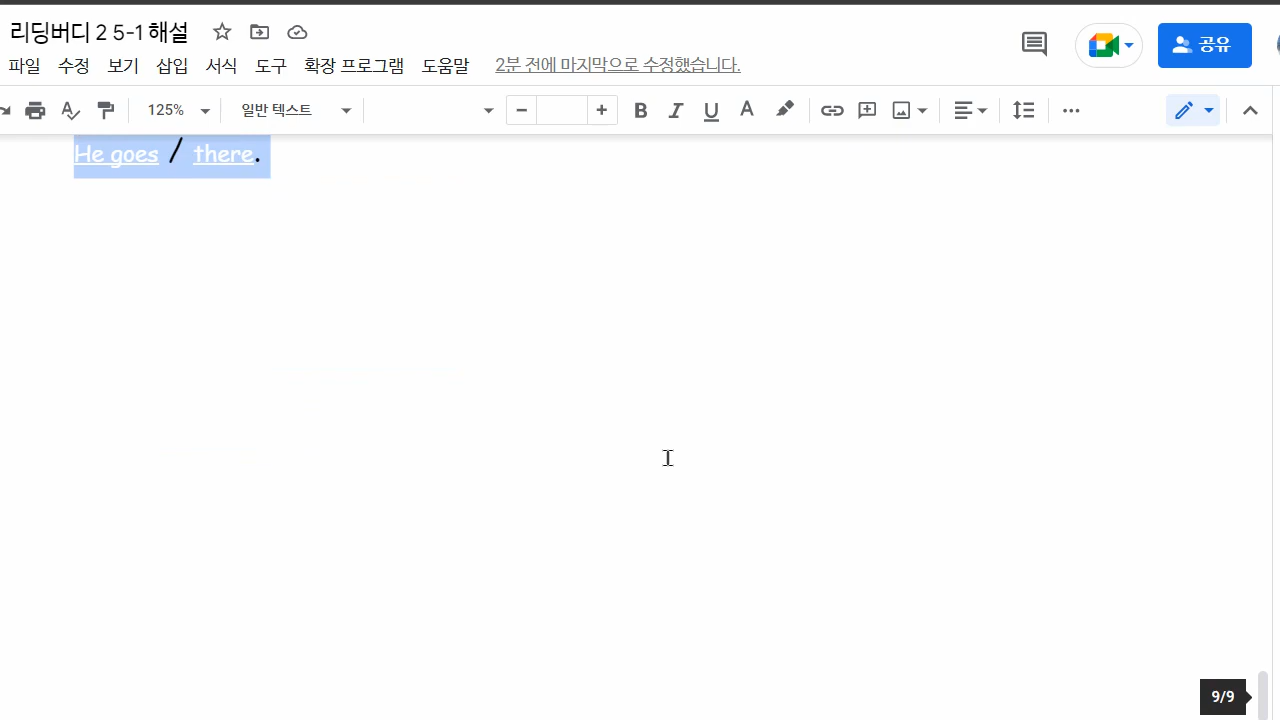 리딩버디 2 5-1 해설
공유
파일 수정 보기 삽입 서식 도구 확장 프로그램 도움말 2분 전에 마지막으로 수정했습니다.
125% 일반 텍스트 − + B I U A
He goes / there.
9/9